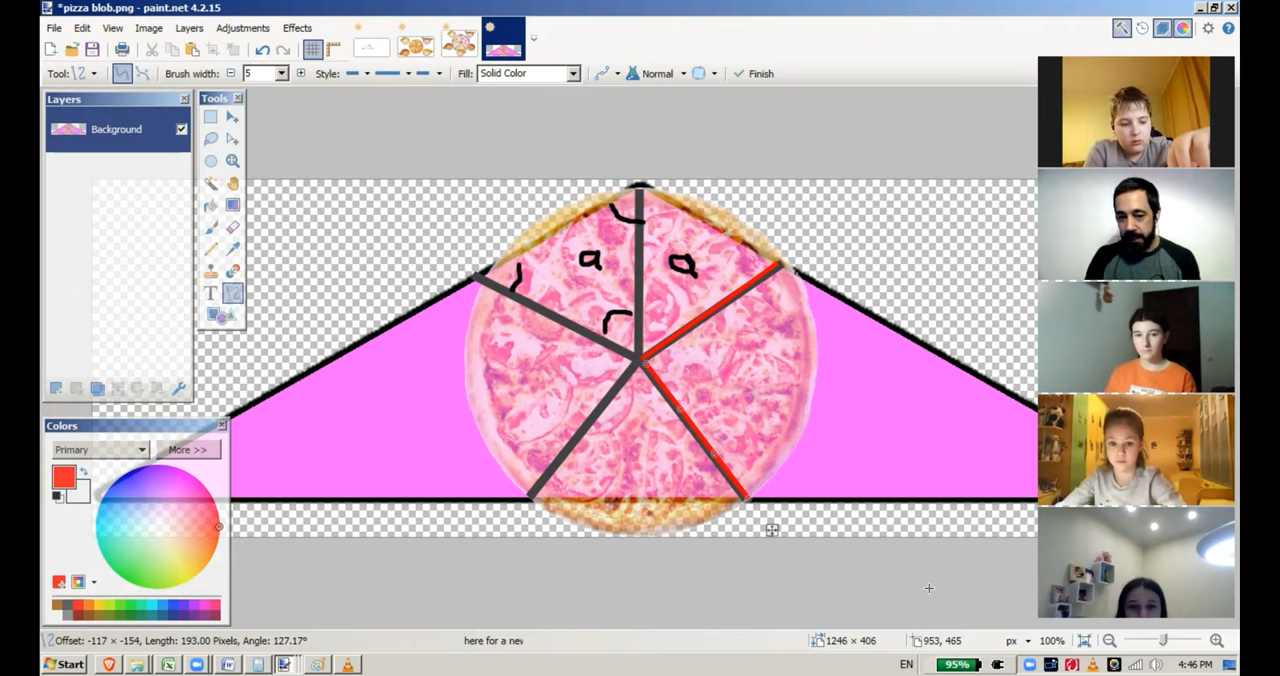 *pizza blob.png - paint.net 4.2.15
File Edit View Image Layers Adjustments Effects
Tool: Brush width: 5 Style: Fill: Solid Color Normal Finish
Layers
Background
Tools
T
a a
Colors
Primary
More >>
Offset: -117 × -154, Length: 193.00 Pixels, Angle: 127.17°
here for a nev
1246 × 406
953, 465
px
100%
Start
EN
95%
4:46 PM